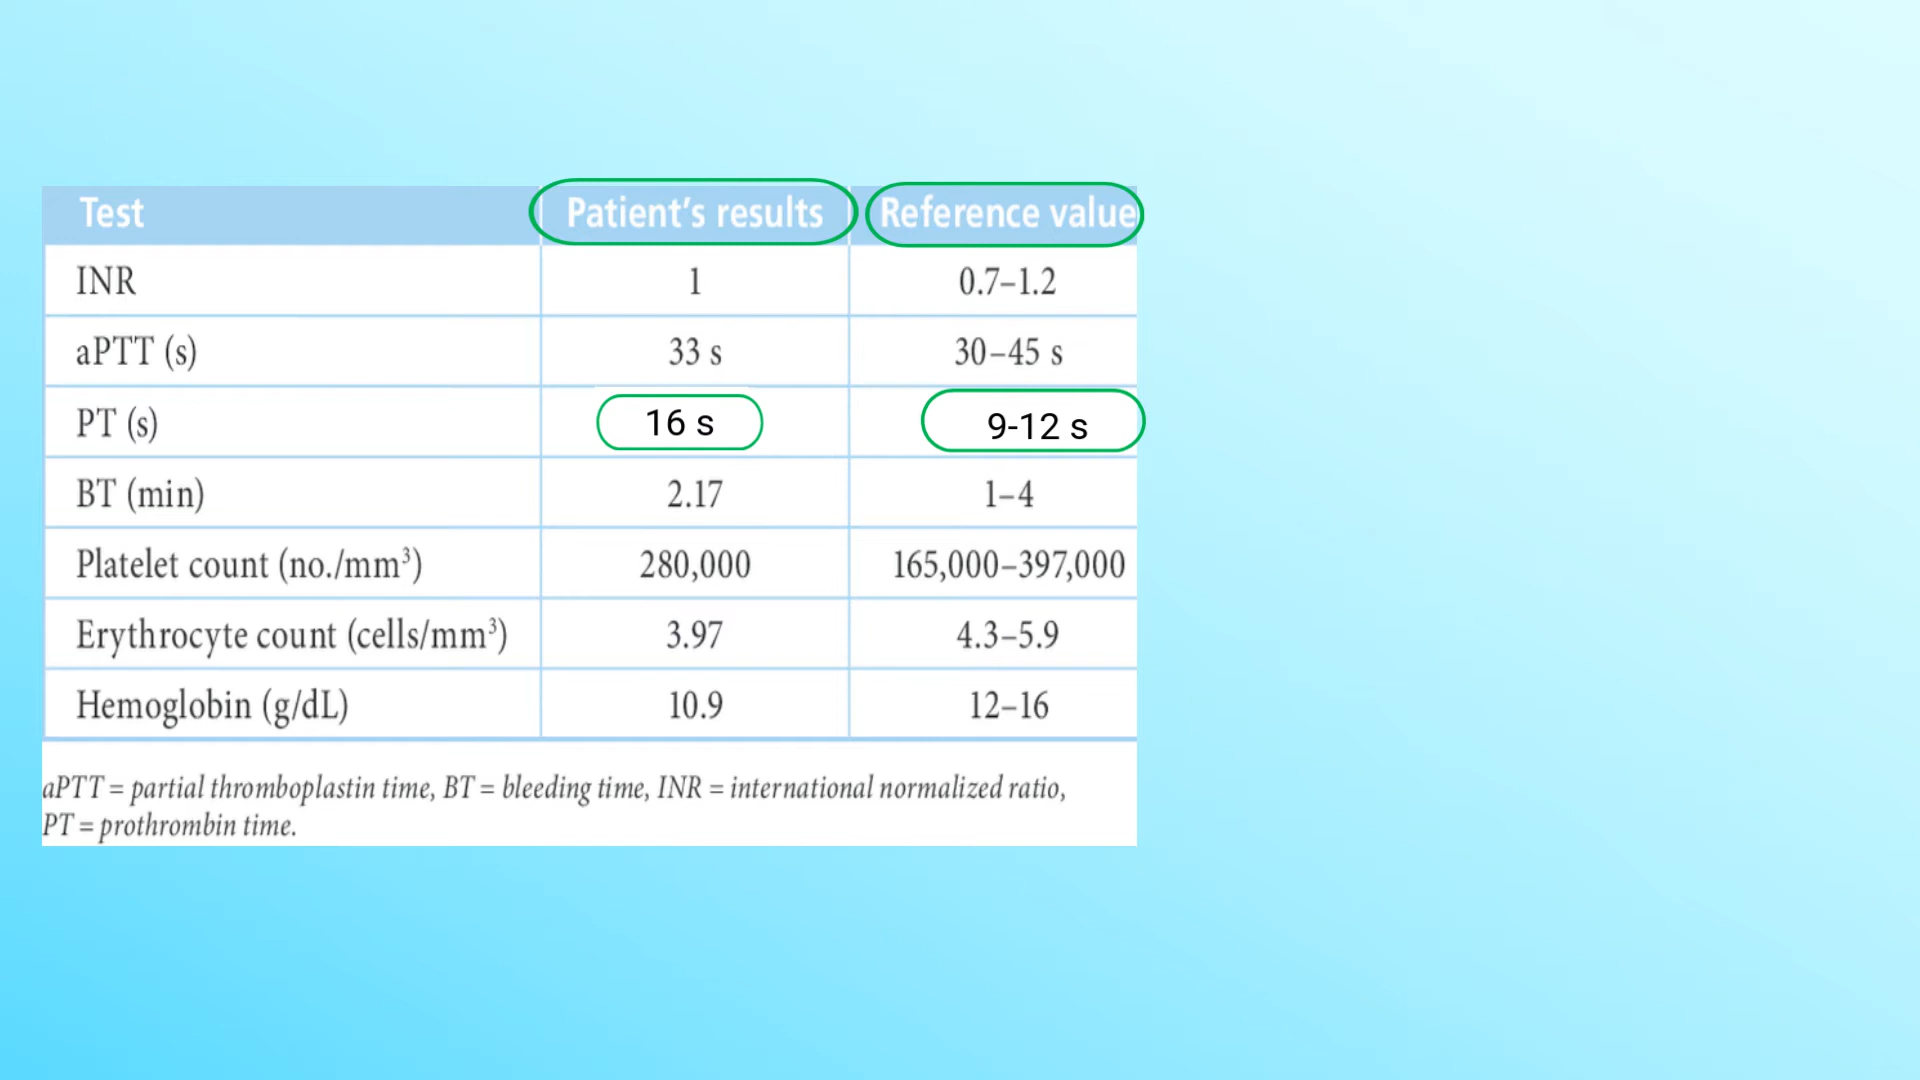 Test Patient's results Reference value
INR 1 0.7–1.2
aPTT (s) 33 s 30–45 s
PT (s) 16 s 9-12 s
BT (min) 2.17 1–4
Platelet count (no./mm³) 280,000 165,000–397,000
Erythrocyte count (cells/mm³) 3.97 4.3–5.9
Hemoglobin (g/dL) 10.9 12–16
aPTT = partial thromboplastin time, BT = bleeding time, INR = international normalized ratio,
PT = prothrombin time.